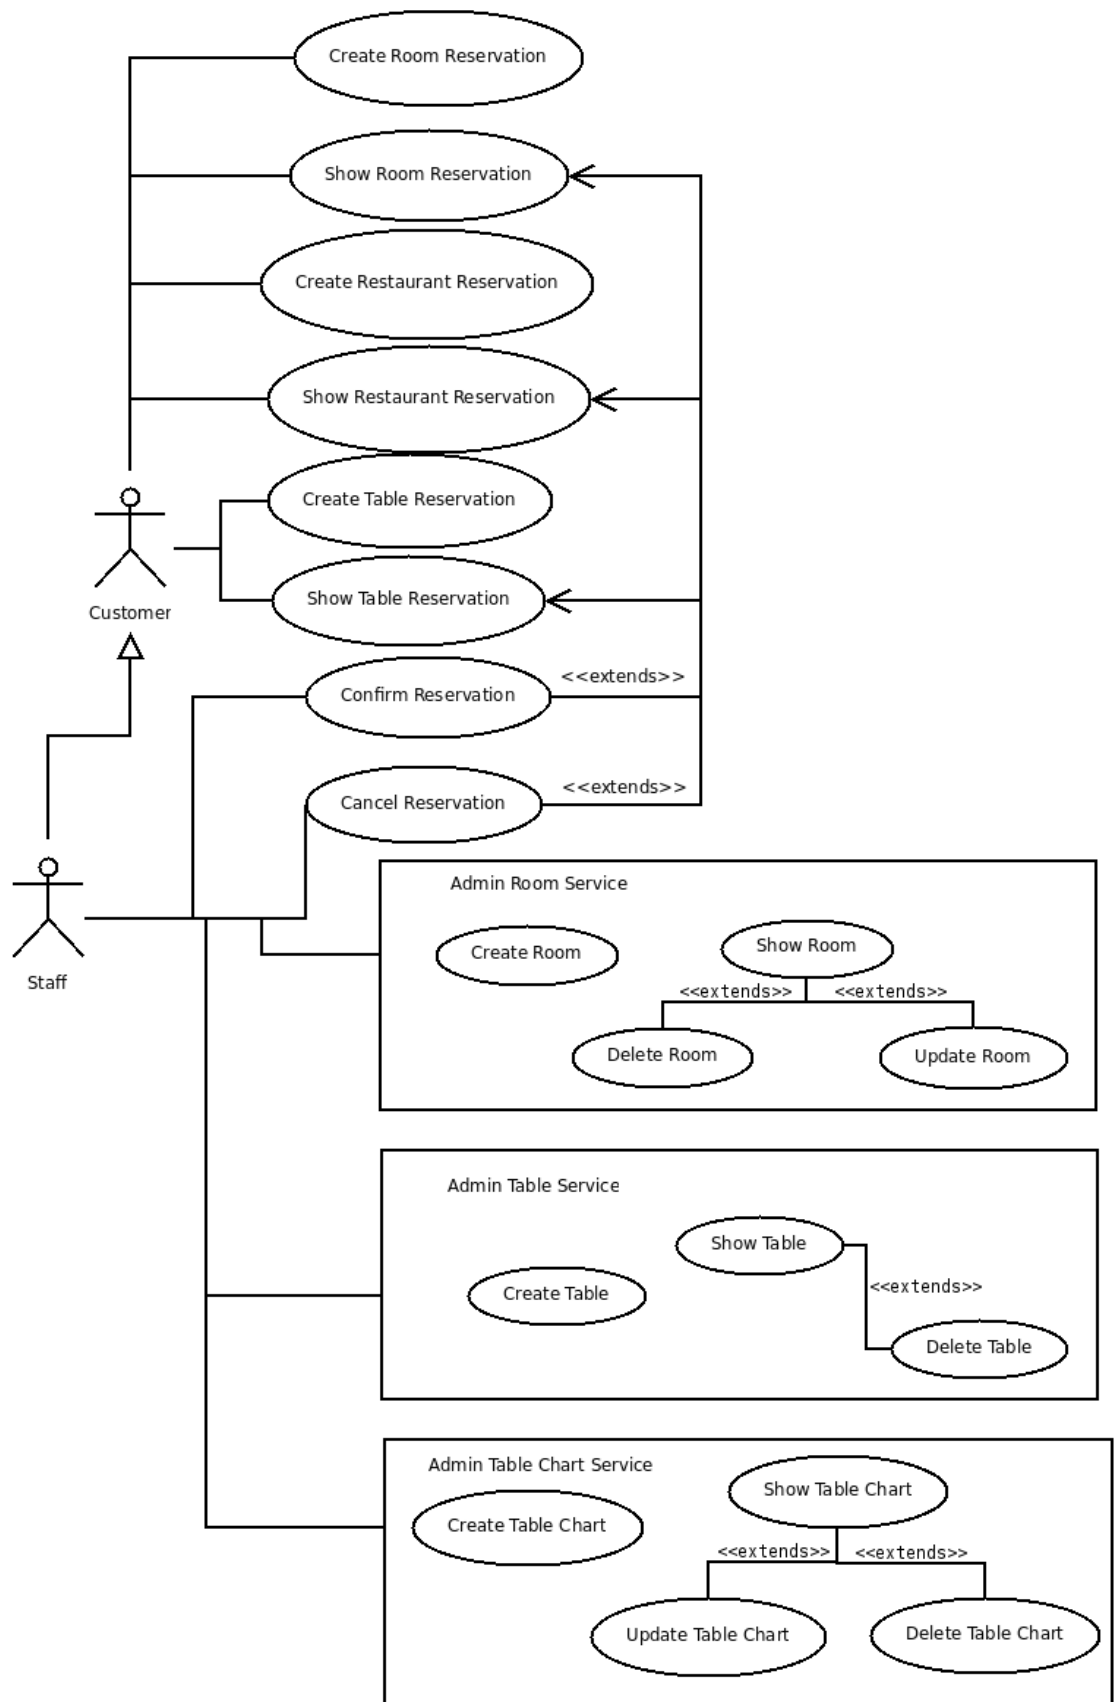 Create Room Reservation
Show Room Reservation
Create Restaurant Reservation
Show Restaurant Reservation
Create Table Reservation
Show Table Reservation
Customer
<<extends>>
Confirm Reservation
<<extends>>
Cancel Reservation
Staff
Admin Room Service
Create Room
Show Room
<<extends>>
<<extends>>
Delete Room
Update Room
Admin Table Service
Show Table
Create Table
<<extends>>
Delete Table
Admin Table Chart Service
Show Table Chart
Create Table Chart
<<extends>>
<<extends>>
Update Table Chart
Delete Table Chart